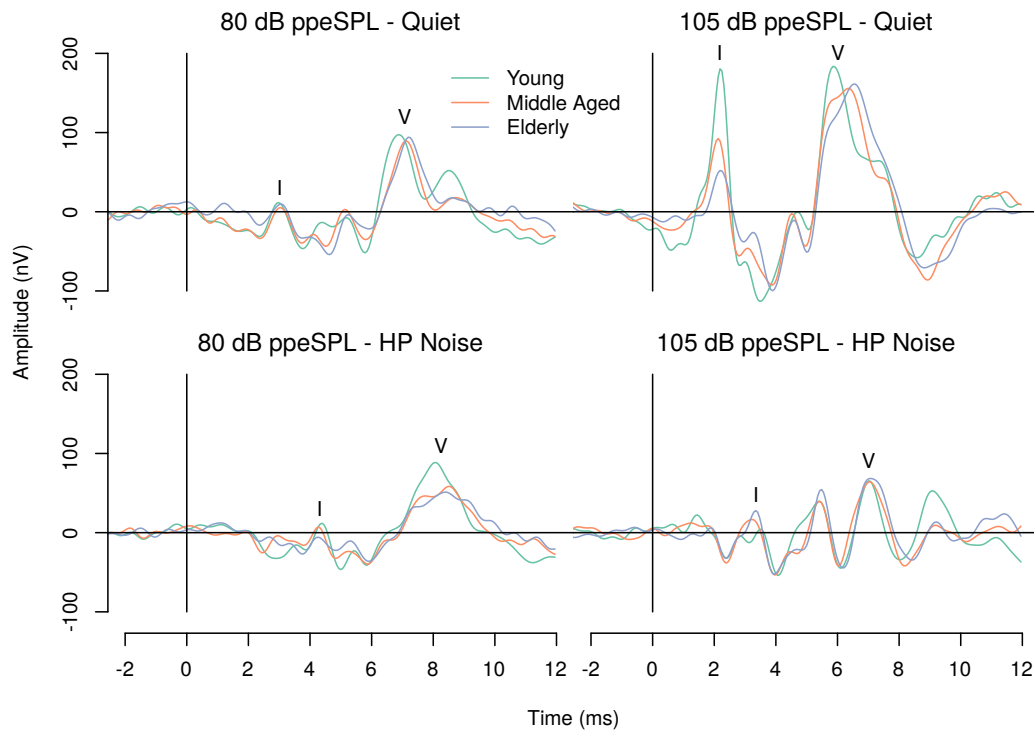 80 dB ppeSPL - Quiet
105 dB ppeSPL - Quiet
Amplitude (nV)
200
100
0
-100
I
V
Young
Middle Aged
Elderly
I
V
80 dB ppeSPL - HP Noise
105 dB ppeSPL - HP Noise
200
100
0
-100
I
V
I
V
-2 0 2 4 6 8 10 12
-2 0 2 4 6 8 10 12
Time (ms)